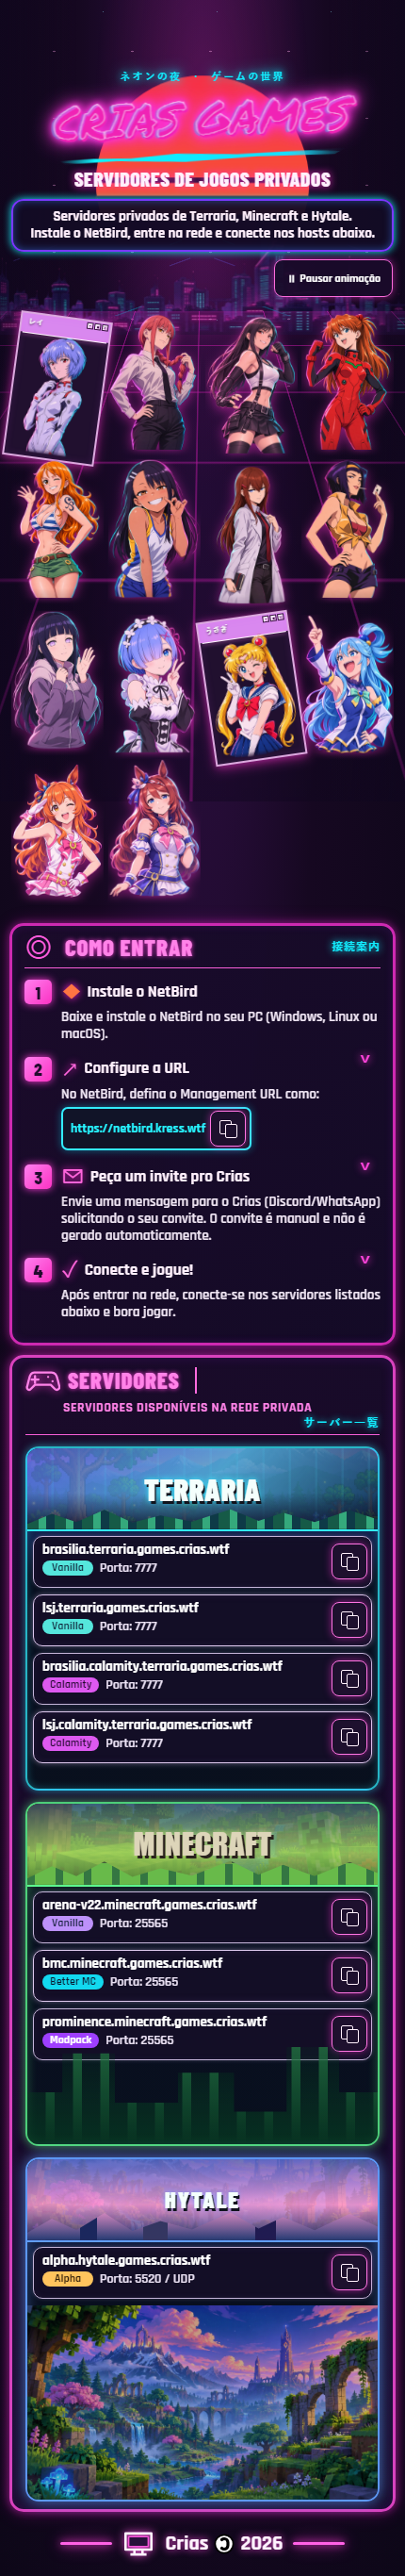 ネオンの夜 · ゲームの世界
CRIAS GAMES
SERVIDORES DE JOGOS PRIVADOS
Servidores privados de Terraria, Minecraft e Hytale.
Instale o NetBird, entre na rede e conecte nos hosts abaixo.
Pausar animação
レイ
うさぎ
COMO ENTRAR
接続案内
1
Instale o NetBird
Baixe e instale o NetBird no seu PC (Windows, Linux ou
macOS).
2
Configure a URL
No NetBird, defina o Management URL como:
https://netbird.kress.wtf
3
Peça um invite pro Crias
Envie uma mensagem para o Crias (Discord/WhatsApp)
solicitando o seu convite. O convite é manual e não é
gerado automaticamente.
4
Conecte e jogue!
Após entrar na rede, conecte-se nos servidores listados
abaixo e bora jogar.
SERVIDORES
SERVIDORES DISPONÍVEIS NA REDE PRIVADA
サーバー一覧
TERRARIA
brasilia.terraria.games.crias.wtf
Vanilla Porta: 7777
lsj.terraria.games.crias.wtf
Vanilla Porta: 7777
brasilia.calamity.terraria.games.crias.wtf
Calamity Porta: 7777
lsj.calamity.terraria.games.crias.wtf
Calamity Porta: 7777
MINECRAFT
arena-v22.minecraft.games.crias.wtf
Vanilla Porta: 25565
bmc.minecraft.games.crias.wtf
Better MC Porta: 25565
prominence.minecraft.games.crias.wtf
Modpack Porta: 25565
HYTALE
alpha.hytale.games.crias.wtf
Alpha Porta: 5520 / UDP
Crias 2026